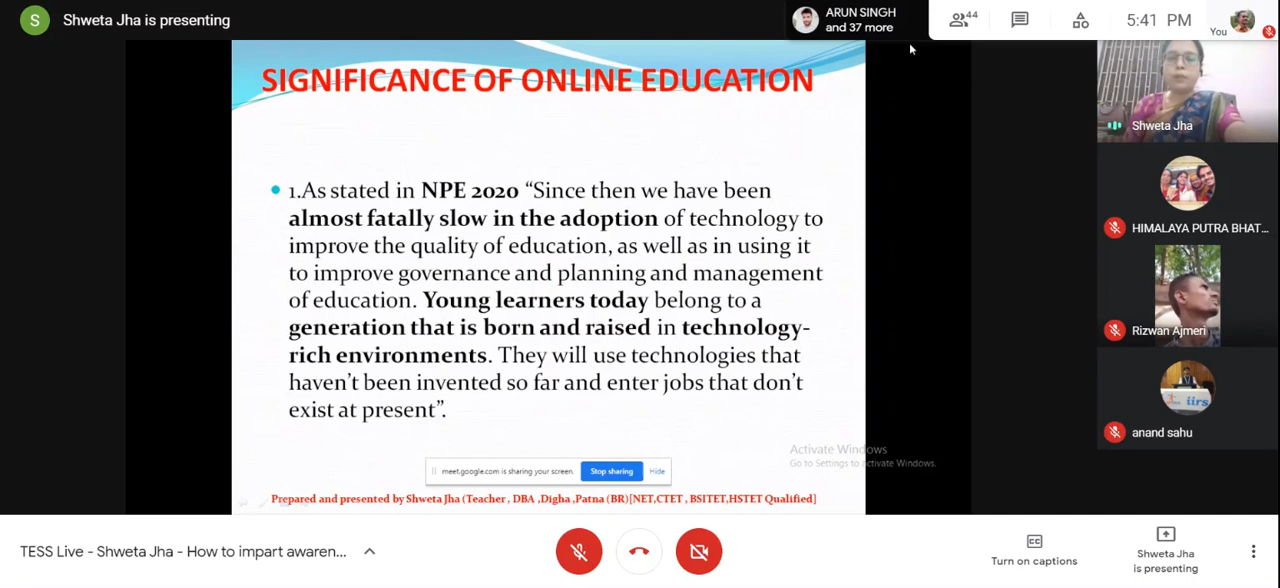 S
Shweta Jha is presenting
ARUN SINGH
and 37 more
44
5:41 PM
You
SIGNIFICANCE OF ONLINE EDUCATION
1.As stated in NPE 2020 “Since then we have been
almost fatally slow in the adoption of technology to
improve the quality of education, as well as in using it
to improve governance and planning and management
of education. Young learners today belong to a
generation that is born and raised in technology-
rich environments. They will use technologies that
haven’t been invented so far and enter jobs that don’t
exist at present”.
Shweta Jha
HIMALAYA PUTRA BHAT...
Rizwan Ajmeri
iirs
anand sahu
Activate Windows
Go to Settings to activate Windows.
meet.google.com is sharing your screen.
Stop sharing
Hide
Prepared and presented by Shweta Jha (Teacher , DBA ,Digha ,Patna (BR)[NET,CTET , BSITET,HSTET Qualified]
TESS Live - Shweta Jha - How to impart awaren...
CC
Turn on captions
Shweta Jha
is presenting